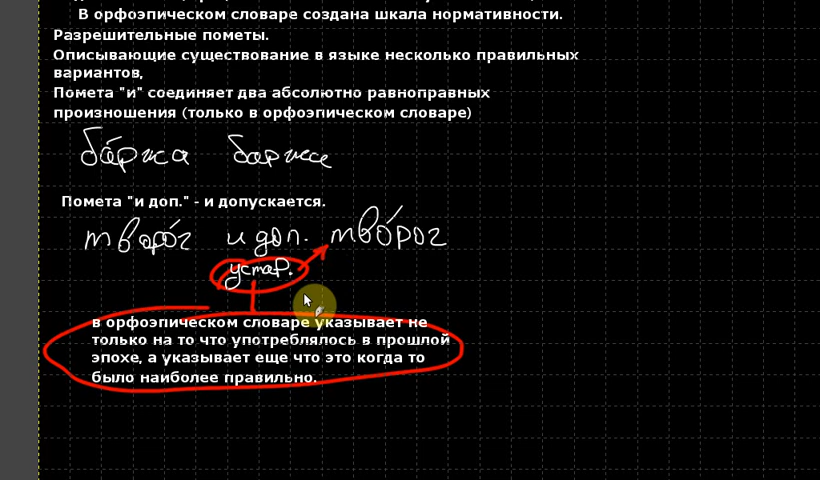 В орфоэпическом словаре создана шкала нормативности.
Разрешительные пометы.
Описывающие существование в языке несколько правильных
вариантов,
Помета "и" соединяет два абсолютно равноправных
произношения (только в орфоэпическом словаре)
ба́ржа баржа
Помета "и доп." - и допускается.
творо́г и доп. тво́рог
устар.
в орфоэпическом словаре указывает не
только на то что употреблялось в прошлой
эпохе, а указывает еще что это когда то
было наиболее правильно.